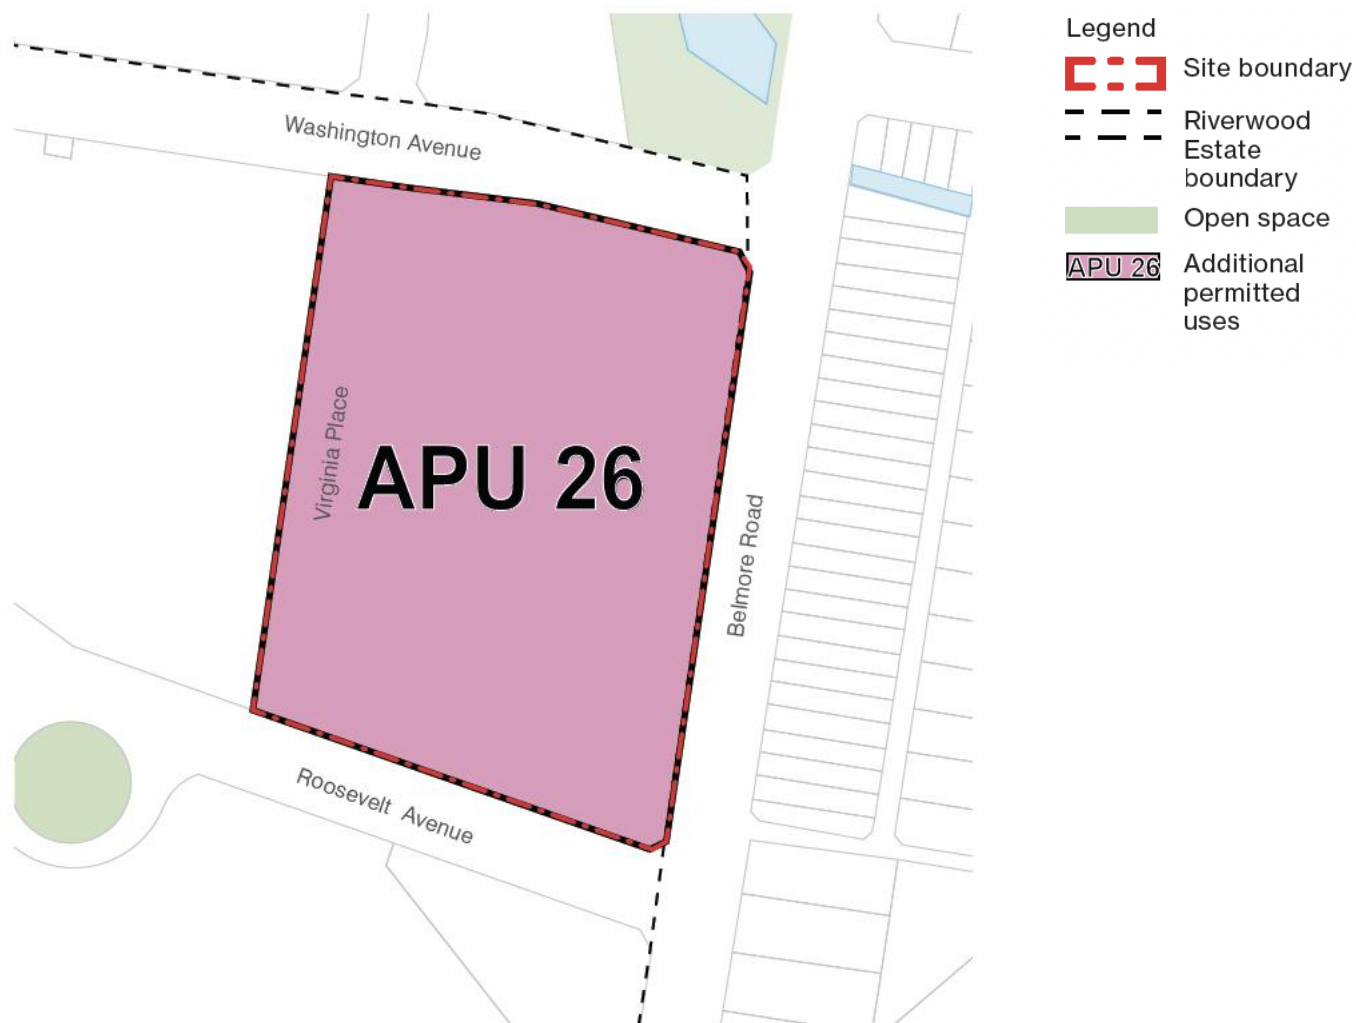 Legend
Site boundary
Riverwood
Estate
boundary
Open space
APU 26
Additional
permitted
uses
Washington Avenue
Virginia Place
APU 26
Belmore Road
Roosevelt Avenue